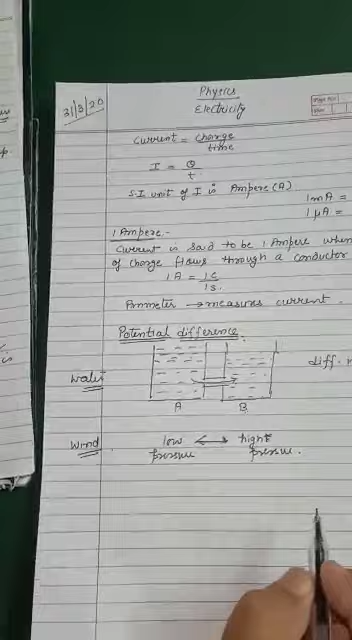 31/3/20
Physics
Electricity
Current = charge
time
I = Q
t
S.I unit of I is Ampere (A)
1mA =
1μA =
1 Ampere:-
Current is said to be 1 Ampere when
of charge flows through a conductor
1A = 1C
1s.
Ammeter → measures current.
Potential difference.
Water
diff.
A B
Wind
low ↔ hight
pressure pressure.